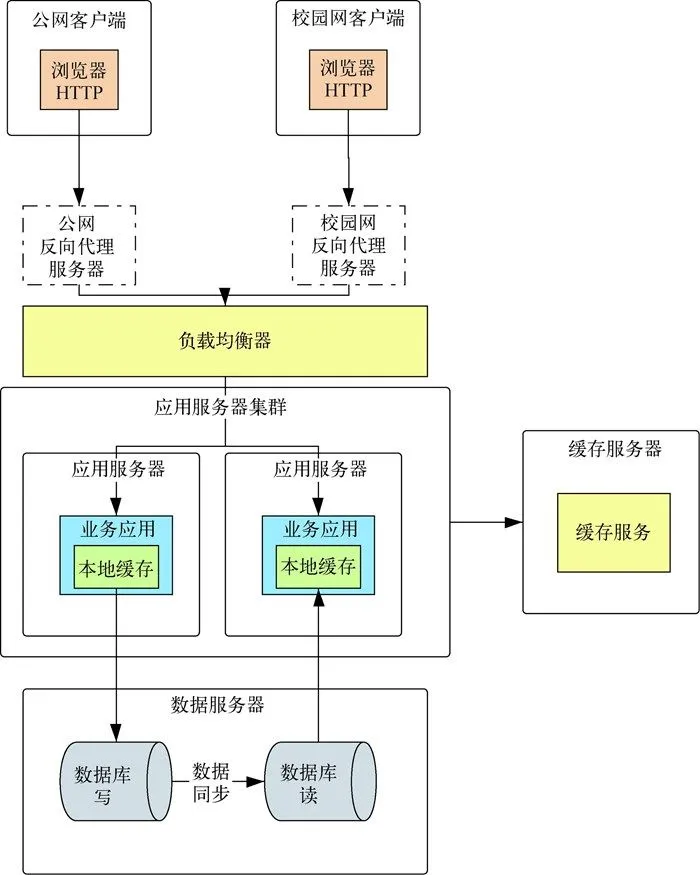 公网客户端
浏览器
HTTP
校园网客户端
浏览器
HTTP
公网
反向代理
服务器
校园网
反向代理
服务器
负载均衡器
应用服务器集群
应用服务器
业务应用
本地缓存
应用服务器
业务应用
本地缓存
缓存服务器
缓存服务
数据服务器
数据库
写
数据
同步
数据库
读